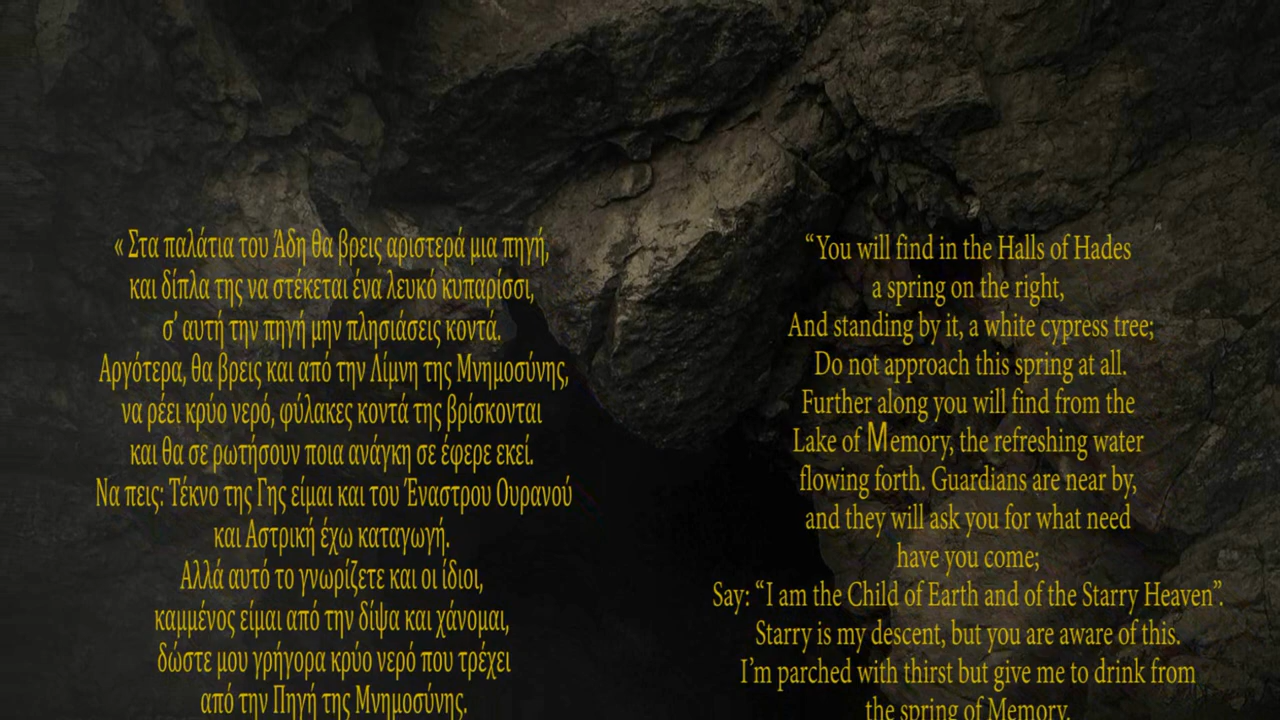 « Στα παλάτια του Άδη θα βρεις αριστερά μια πηγή,
και δίπλα της να στέκεται ένα λευκό κυπαρίσσι,
σ' αυτή την πηγή μην πλησιάσεις κοντά.
Αργότερα, θα βρεις και από την Λίμνη της Μνημοσύνης,
να ρέει κρύο νερό, φύλακες κοντά της βρίσκονται
και θα σε ρωτήσουν ποια ανάγκη σε έφερε εκεί.
Να πεις: Τέκνο της Γης είμαι και του Έναστρου Ουρανού
και Αστρική έχω καταγωγή.
Αλλά αυτό το γνωρίζετε και οι ίδιοι,
καμμένος είμαι από την δίψα και χάνομαι,
δώστε μου γρήγορα κρύο νερό που τρέχει
από την Πηγή της Μνημοσύνης.
“You will find in the Halls of Hades
a spring on the right,
And standing by it, a white cypress tree;
Do not approach this spring at all.
Further along you will find from the
Lake of Memory, the refreshing water
flowing forth. Guardians are near by,
and they will ask you for what need
have you come;
Say: “I am the Child of Earth and of the Starry Heaven”.
Starry is my descent, but you are aware of this.
I’m parched with thirst but give me to drink from
the spring of Memory.